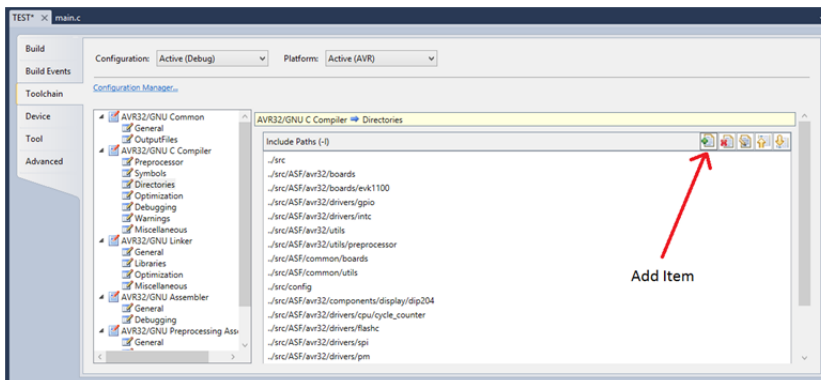 TEST* × main.c
Build
Build Events
Toolchain
Device
Tool
Advanced
Configuration: Active (Debug) Platform: Active (AVR)
Configuration Manager...
AVR32/GNU Common
General
OutputFiles
AVR32/GNU C Compiler
Preprocessor
Symbols
Directories
Optimization
Debugging
Warnings
Miscellaneous
AVR32/GNU Linker
General
Libraries
Optimization
Miscellaneous
AVR32/GNU Assembler
General
Debugging
AVR32/GNU Preprocessing Asse
General
AVR32/GNU C Compiler ➡ Directories
Include Paths (-I)
../src
../src/ASF/avr32/boards
../src/ASF/avr32/boards/evk1100
../src/ASF/avr32/drivers/gpio
../src/ASF/avr32/drivers/intc
../src/ASF/avr32/utils
../src/ASF/avr32/utils/preprocessor
../src/ASF/common/boards
../src/ASF/common/utils
../src/config
../src/ASF/avr32/components/display/dip204
../src/ASF/avr32/drivers/cpu/cycle_counter
../src/ASF/avr32/drivers/flashc
../src/ASF/avr32/drivers/spi
../src/ASF/avr32/drivers/pm
Add Item